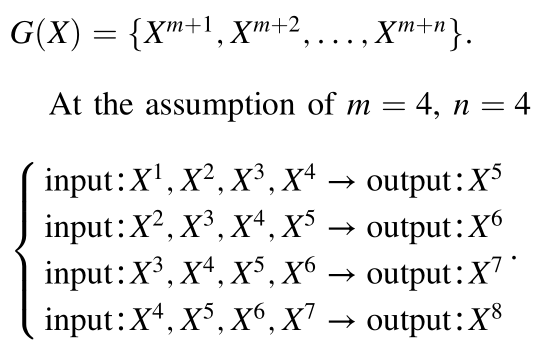 G(X) = {X^{m+1}, X^{m+2}, ..., X^{m+n}}.
At the assumption of m = 4, n = 4
input:X^1, X^2, X^3, X^4 → output:X^5
input:X^2, X^3, X^4, X^5 → output:X^6
input:X^3, X^4, X^5, X^6 → output:X^7 .
input:X^4, X^5, X^6, X^7 → output:X^8